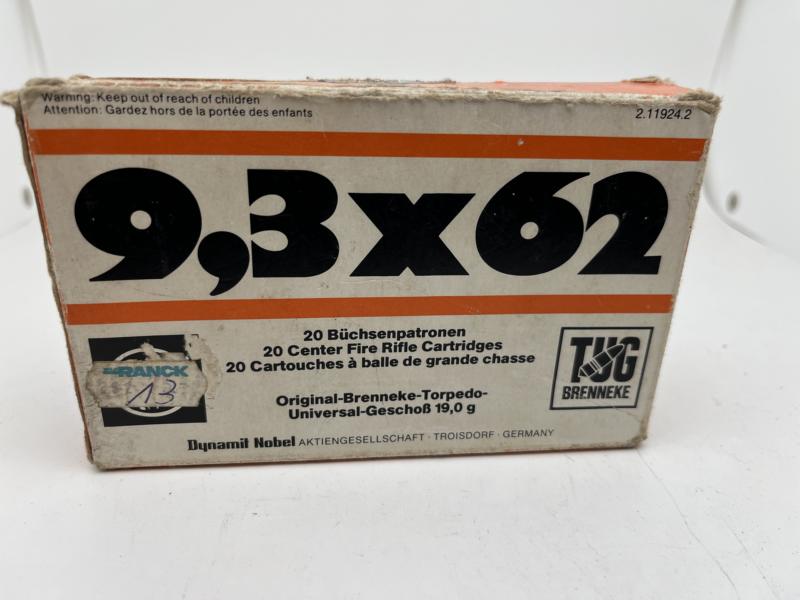 Warning: Keep out of reach of children
Attention: Gardez hors de la portée des enfants
2.11924.2
9,3x62
20 Büchsenpatronen
20 Center Fire Rifle Cartridges
20 Cartouches à balle de grande chasse
Original-Brenneke-Torpedo-
Universal-Geschoß 19,0 g
TUG
BRENNEKE
RANCK
13
Dynamit Nobel AKTIENGESELLSCHAFT · TROISDORF · GERMANY